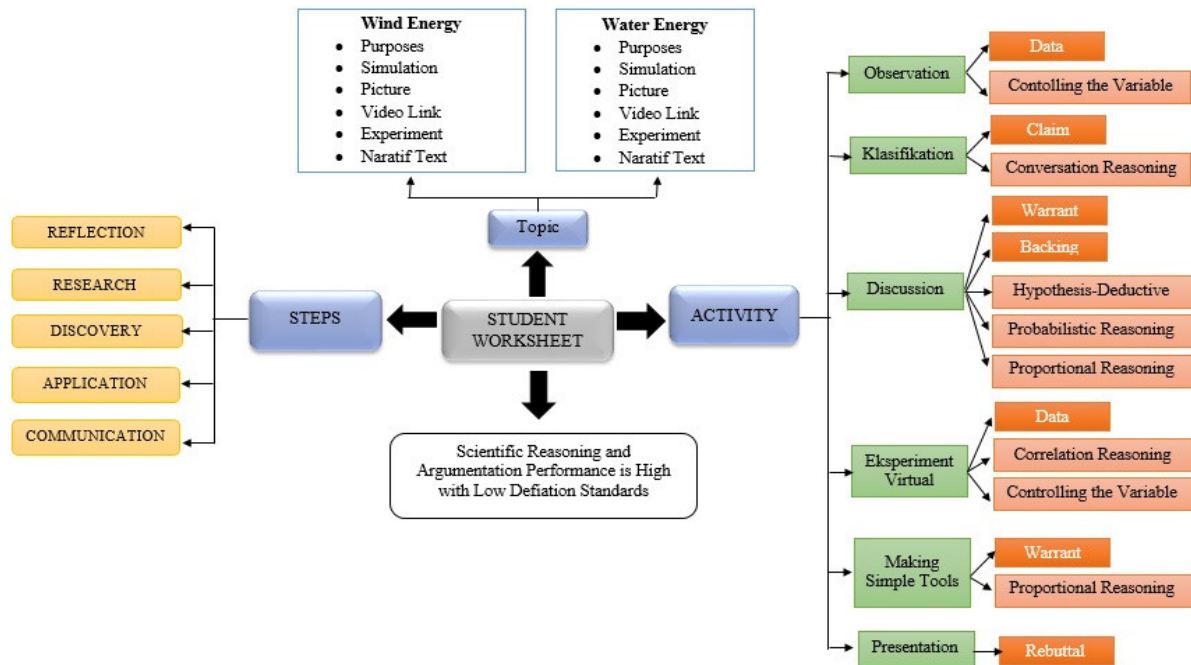 Wind Energy
• Purposes
• Simulation
• Picture
• Video Link
• Experiment
• Naratif Text
Water Energy
• Purposes
• Simulation
• Picture
• Video Link
• Experiment
• Naratif Text
Topic
REFLECTION
RESEARCH
DISCOVERY
APPLICATION
COMMUNICATION
STEPS
STUDENT
WORKSHEET
ACTIVITY
Scientific Reasoning and
Argumentation Performance is High
with Low Defiation Standards
Observation
Data
Contolling the Variable
Klasifikation
Claim
Conversation Reasoning
Discussion
Warrant
Backing
Hypothesis-Deductive
Probabilistic Reasoning
Proportional Reasoning
Eksperiment
Virtual
Data
Correlation Reasoning
Controlling the Variable
Making
Simple Tools
Warrant
Proportional Reasoning
Presentation
Rebuttal